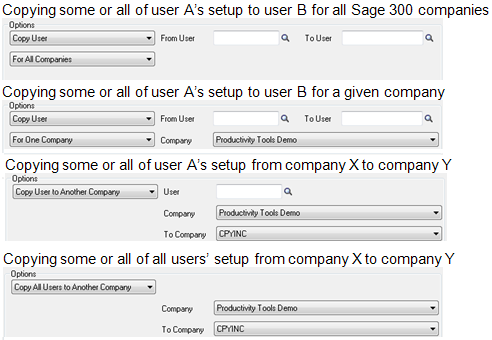 Copying some or all of user A's setup to user B for all Sage 300 companies
Options
Copy User From User To User
For All Companies
Copying some or all of user A's setup to user B for a given company
Options
Copy User From User To User
For One Company Company Productivity Tools Demo
Copying some or all of user A's setup from company X to company Y
Options
Copy User to Another Company User
Company Productivity Tools Demo
To Company CPYINC
Copying some or all of all users' setup from company X to company Y
Options
Copy All Users to Another Company
Company Productivity Tools Demo
To Company CPYINC